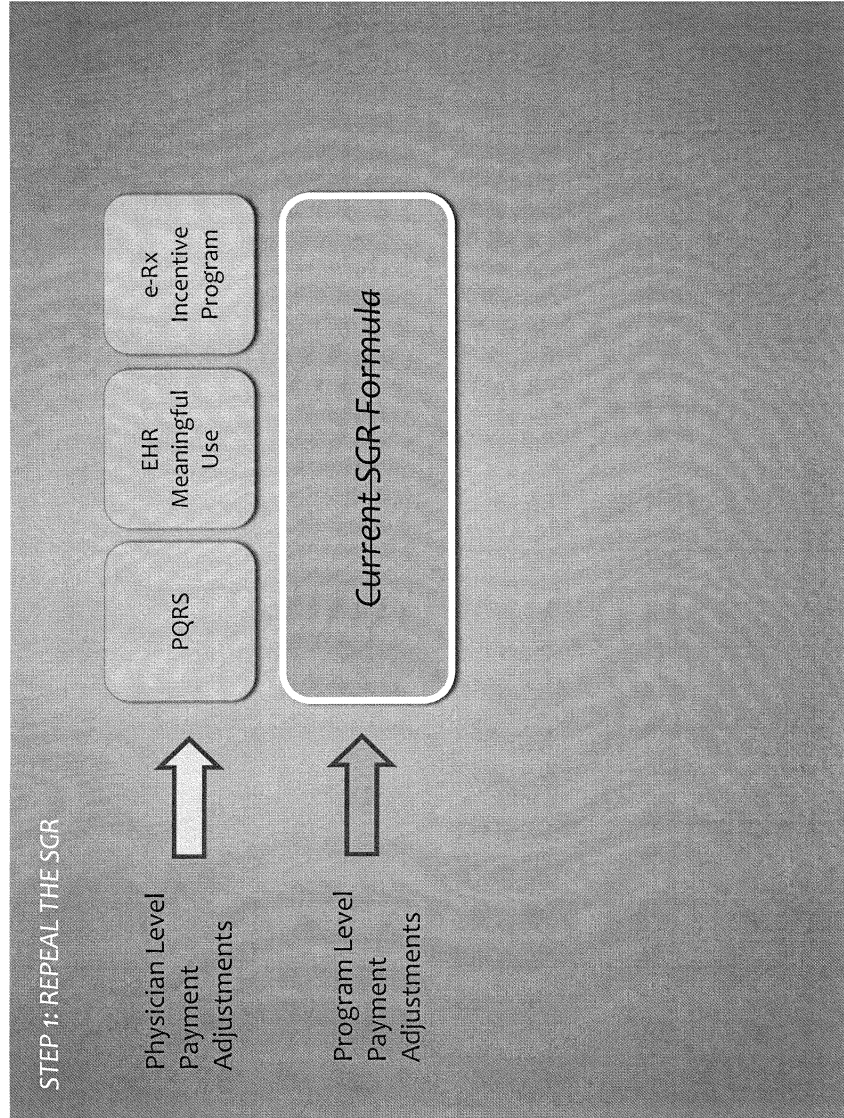 STEP 1: REPEAL THE SGR
Physician Level
Payment
Adjustments
PQRS
EHR
Meaningful
Use
e-Rx
Incentive
Program
Program Level
Payment
Adjustments
Current SGR Formula